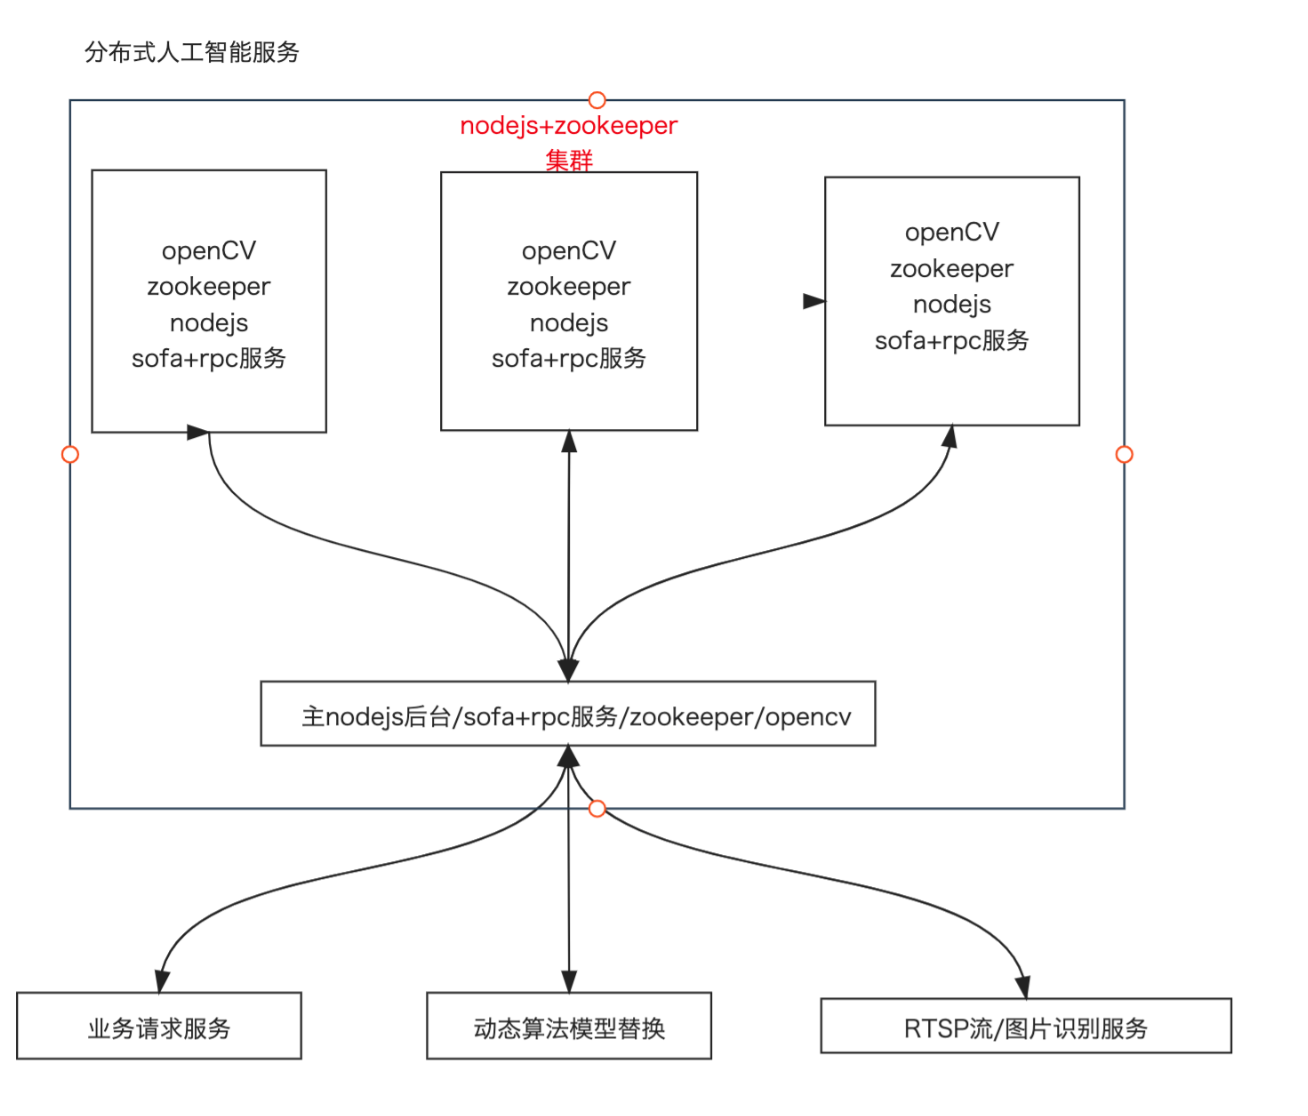 分布式人工智能服务
nodejs+zookeeper
集群
openCV
zookeeper
nodejs
sofa+rpc服务
openCV
zookeeper
nodejs
sofa+rpc服务
openCV
zookeeper
nodejs
sofa+rpc服务
主nodejs后台/sofa+rpc服务/zookeeper/opencv
业务请求服务
动态算法模型替换
RTSP流/图片识别服务